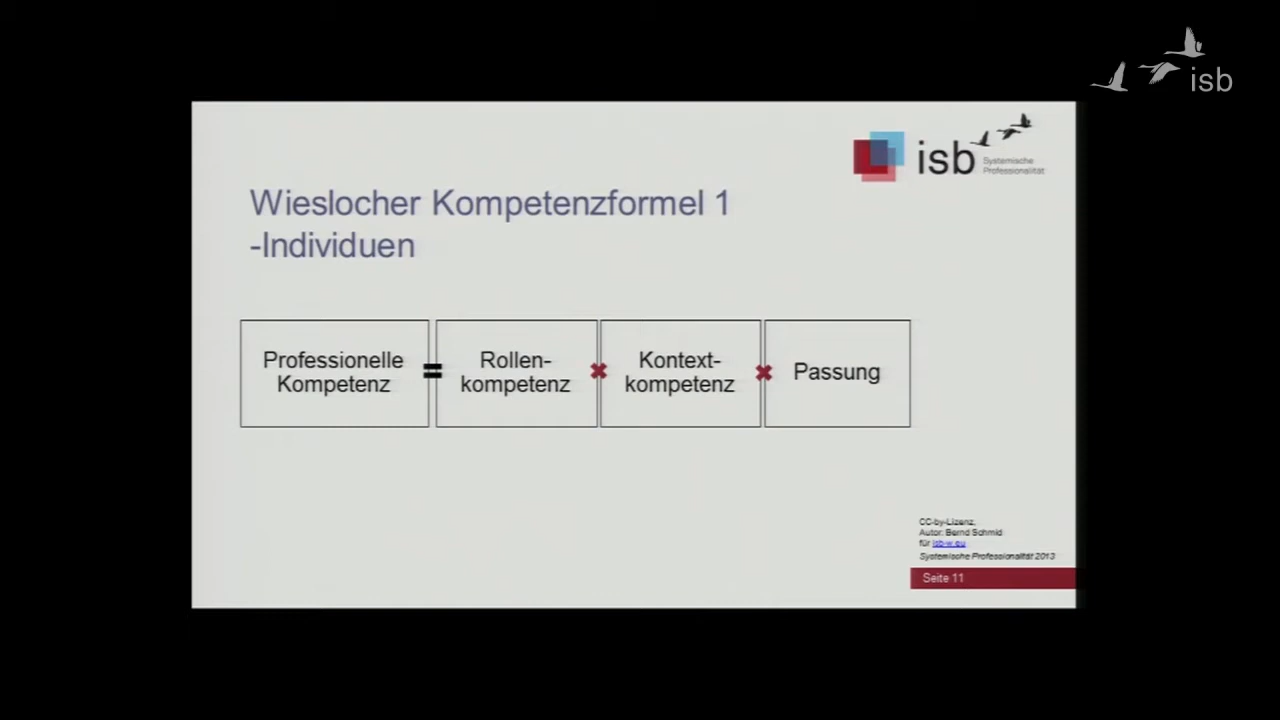 isb
isb
Systemische
Professionalität
Wieslocher Kompetenzformel 1
-Individuen
Professionelle
Kompetenz
=
Rollen-
kompetenz
×
Kontext-
kompetenz
×
Passung
CC-by-Lizenz,
Autor: Bernd Schmid
für isb-w.eu
Systemische Professionalität 2013
Seite 11